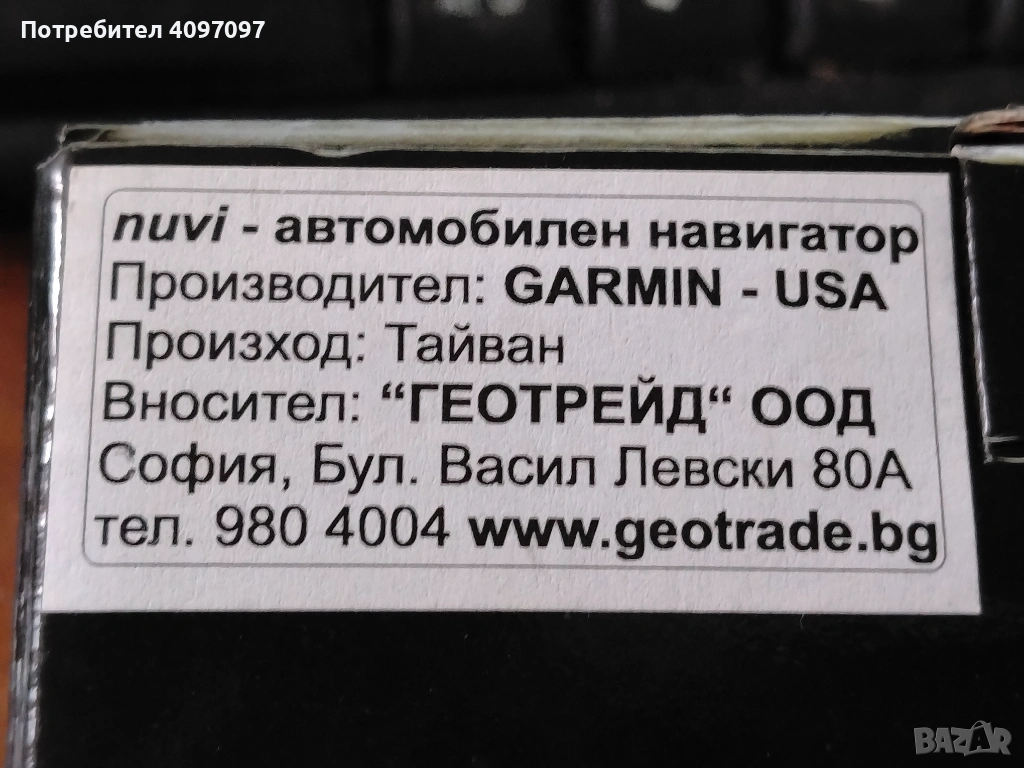 Потребител 4097097
nuvi - автомобилен навигатор
Производител: GARMIN - USA
Произход: Тайван
Вносител: “ГЕОТРЕЙД“ ООД
София, Бул. Васил Левски 80А
тел. 980 4004 www.geotrade.bg
BAZAR